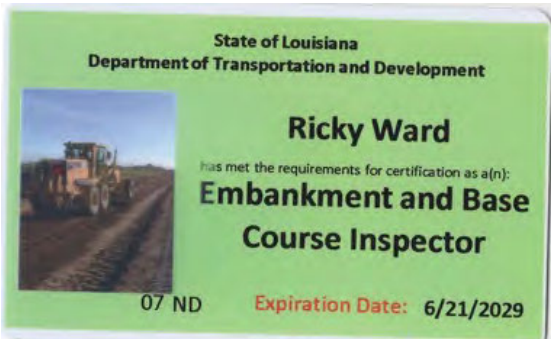 State of Louisiana
Department of Transportation and Development
Ricky Ward
has met the requirements for certification as a(n):
Embankment and Base
Course Inspector
07 ND
Expiration Date: 6/21/2029